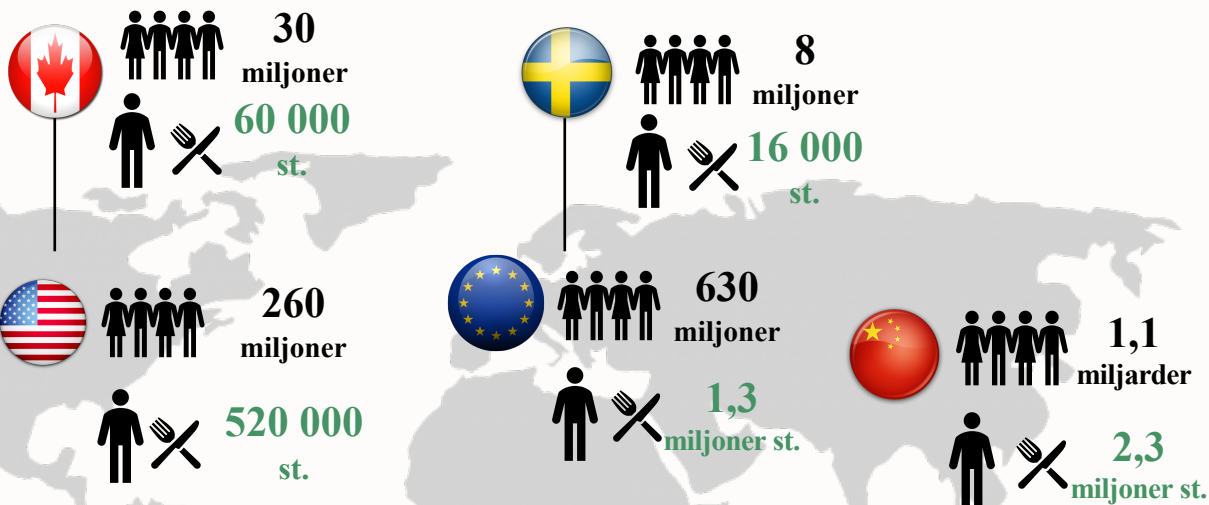 30
miljoner
60 000
st.
8
miljoner
16 000
st.
260
miljoner
520 000
st.
630
miljoner
1,3
miljoner st.
1,1
miljarder
2,3
miljoner st.